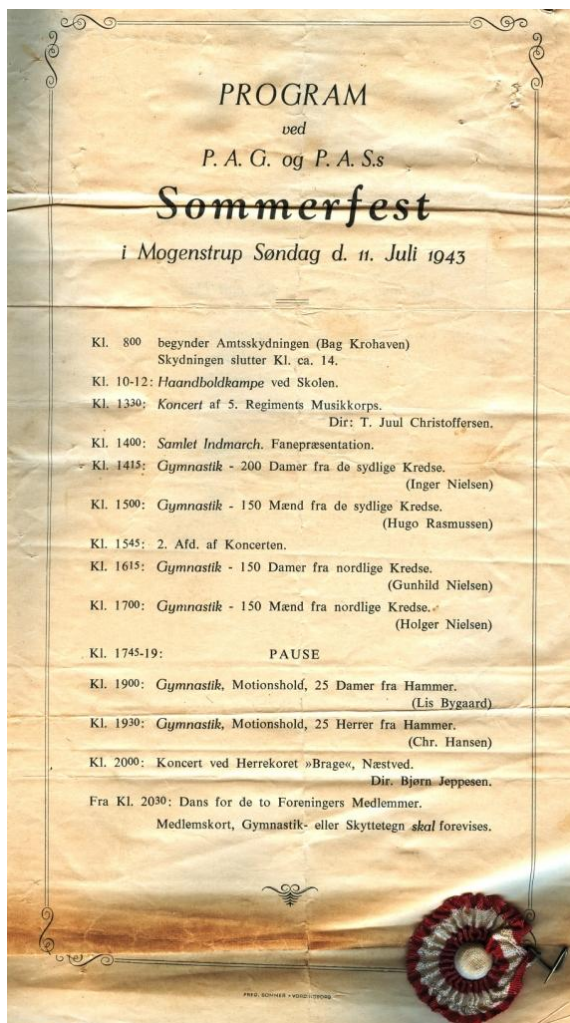 PROGRAM
ved
P. A. G. og P. A. S.s
Sommerfest
i Mogenstrup Søndag d. 11. Juli 1943
Kl. 800 begynder Amtsskydningen (Bag Krohaven)
Skydningen slutter Kl. ca. 14.
Kl. 10-12: Haandboldkampe ved Skolen.
Kl. 1330: Koncert af 5. Regiments Musikkorps.
Dir: T. Juul Christoffersen.
Kl. 1400: Samlet Indmarch. Fanepræsentation.
Kl. 1415: Gymnastik - 200 Damer fra de sydlige Kredse.
(Inger Nielsen)
Kl. 1500: Gymnastik - 150 Mænd fra de sydlige Kredse.
(Hugo Rasmussen)
Kl. 1545: 2. Afd. af Koncerten.
Kl. 1615: Gymnastik - 150 Damer fra nordlige Kredse.
(Gunhild Nielsen)
Kl. 1700: Gymnastik - 150 Mænd fra nordlige Kredse.
(Holger Nielsen)
Kl. 1745-19: PAUSE
Kl. 1900: Gymnastik, Motionshold, 25 Damer fra Hammer.
(Lis Bygaard)
Kl. 1930: Gymnastik, Motionshold, 25 Herrer fra Hammer.
(Chr. Hansen)
Kl. 2000: Koncert ved Herrekoret »Brage«, Næstved.
Dir. Bjørn Jeppesen.
Fra Kl. 2030: Dans for de to Foreningers Medlemmer.
Medlemskort, Gymnastik- eller Skyttetegn skal forevises.
FRED. SOMMER • VORDINGBORG